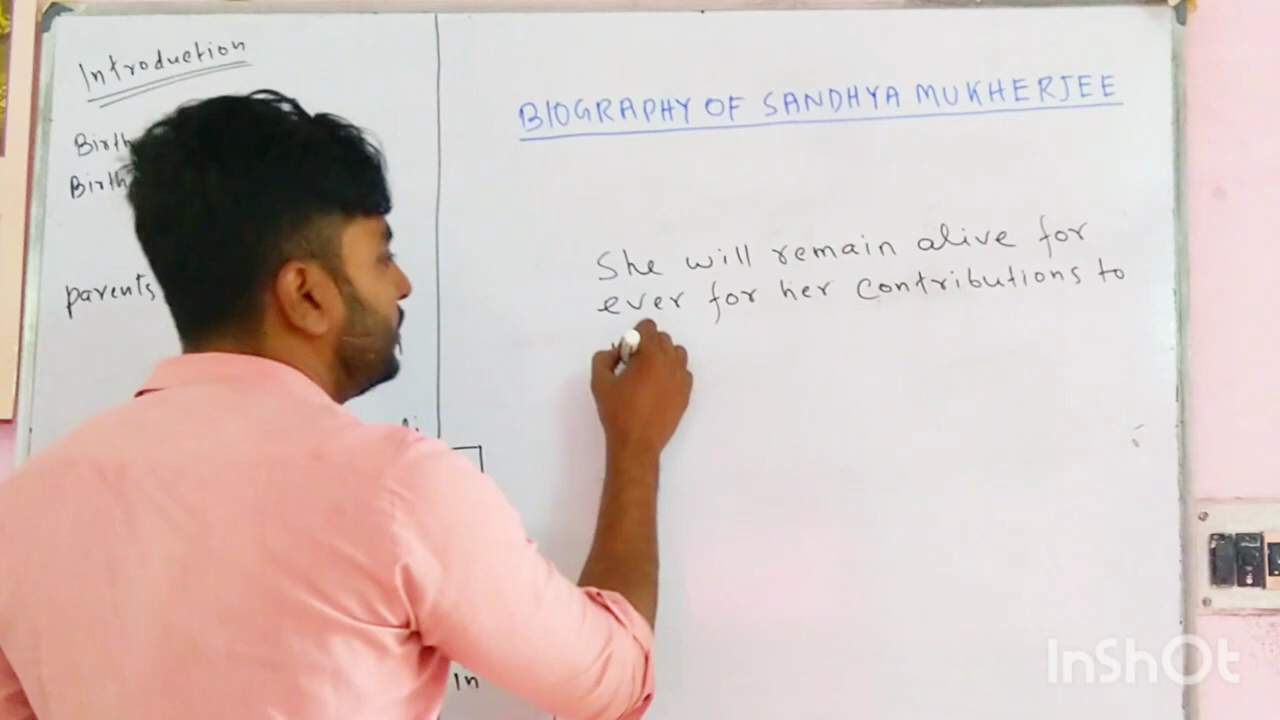 Introduction
Birth
Birth
parents
In
BIOGRAPHY OF SANDHYA MUKHERJEE
She will remain alive for
ever for her contributions to
InShOt